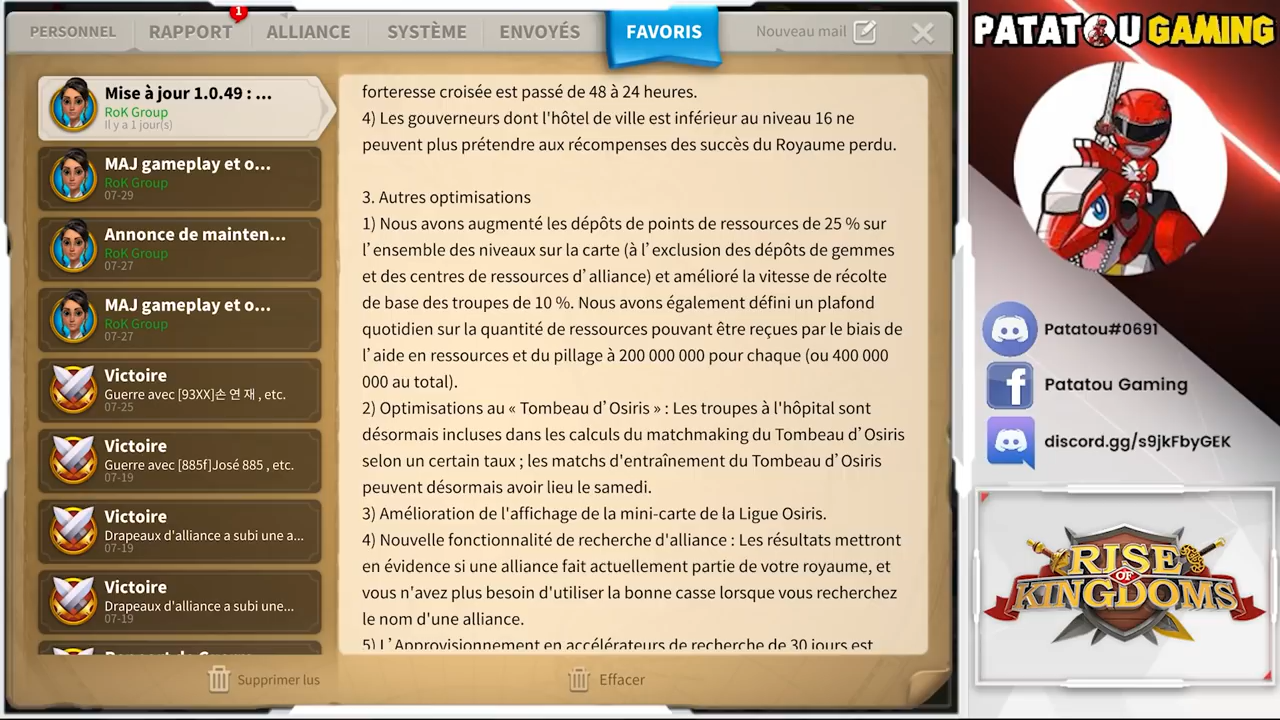 PERSONNEL
RAPPORT
1
ALLIANCE
SYSTÈME
ENVOYÉS
FAVORIS
Nouveau mail
Mise à jour 1.0.49 : ...
RoK Group
Il y a 1 jour(s)
MAJ gameplay et o...
RoK Group
07-29
Annonce de mainten...
RoK Group
07-27
MAJ gameplay et o...
RoK Group
07-27
Victoire
Guerre avec [93XX]손 연 재 , etc.
07-25
Victoire
Guerre avec [885f]José 885 , etc.
07-19
Victoire
Drapeaux d'alliance a subi une a...
07-19
Victoire
Drapeaux d'alliance a subi une...
07-19
forteresse croisée est passé de 48 à 24 heures.
4) Les gouverneurs dont l'hôtel de ville est inférieur au niveau 16 ne
peuvent plus prétendre aux récompenses des succès du Royaume perdu.
3. Autres optimisations
1) Nous avons augmenté les dépôts de points de ressources de 25 % sur
l’ensemble des niveaux sur la carte (à l’exclusion des dépôts de gemmes
et des centres de ressources d’alliance) et amélioré la vitesse de récolte
de base des troupes de 10 %. Nous avons également défini un plafond
quotidien sur la quantité de ressources pouvant être reçues par le biais de
l’aide en ressources et du pillage à 200 000 000 pour chaque (ou 400 000
000 au total).
2) Optimisations au « Tombeau d’Osiris » : Les troupes à l'hôpital sont
désormais incluses dans les calculs du matchmaking du Tombeau d’Osiris
selon un certain taux ; les matchs d'entraînement du Tombeau d’Osiris
peuvent désormais avoir lieu le samedi.
3) Amélioration de l'affichage de la mini-carte de la Ligue Osiris.
4) Nouvelle fonctionnalité de recherche d'alliance : Les résultats mettront
en évidence si une alliance fait actuellement partie de votre royaume, et
vous n'avez plus besoin d'utiliser la bonne casse lorsque vous recherchez
le nom d'une alliance.
5) L’Approvisionnement en accélérateurs de recherche de 30 jours est
Supprimer lus
Effacer
PATATOU GAMING
Patatou#0691
Patatou Gaming
discord.gg/s9jkFbyGEK
RISE
OF
KINGDOMS